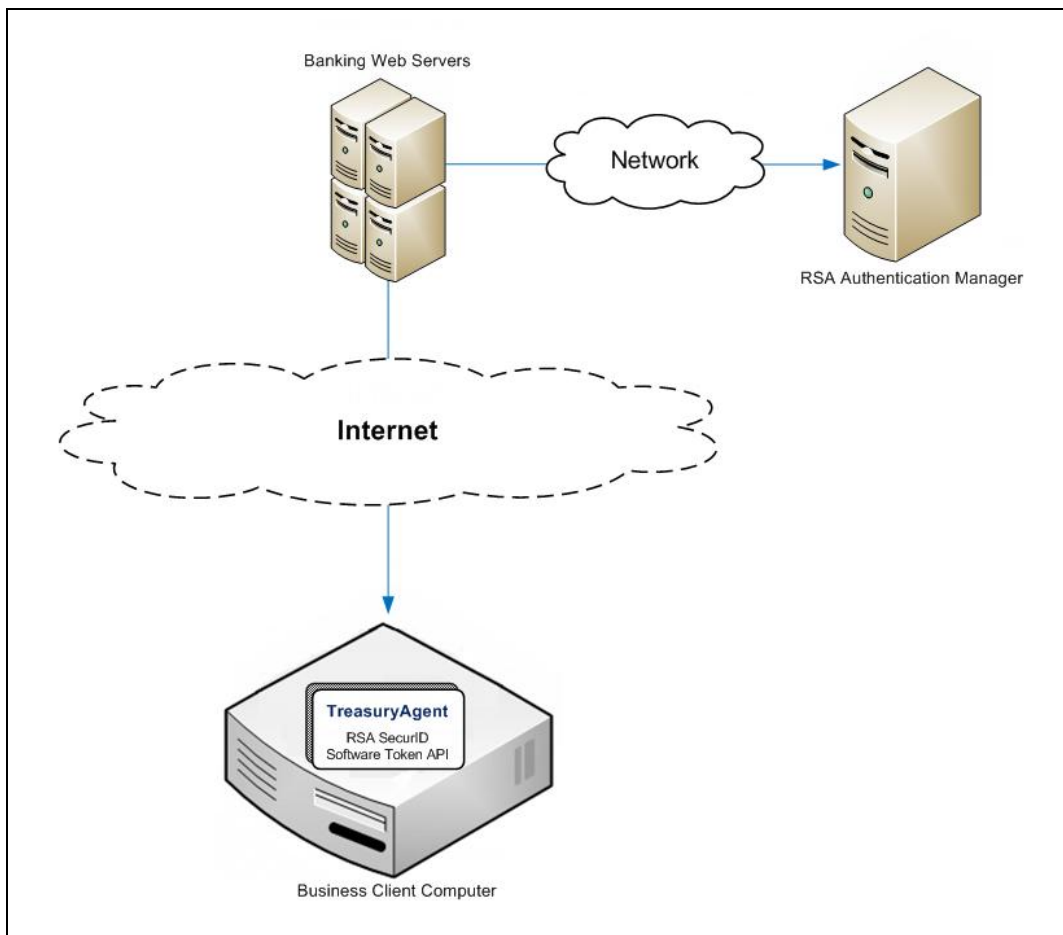 Banking Web Servers
Network
RSA Authentication Manager
Internet
TreasuryAgent
RSA SecurID
Software Token API
Business Client Computer